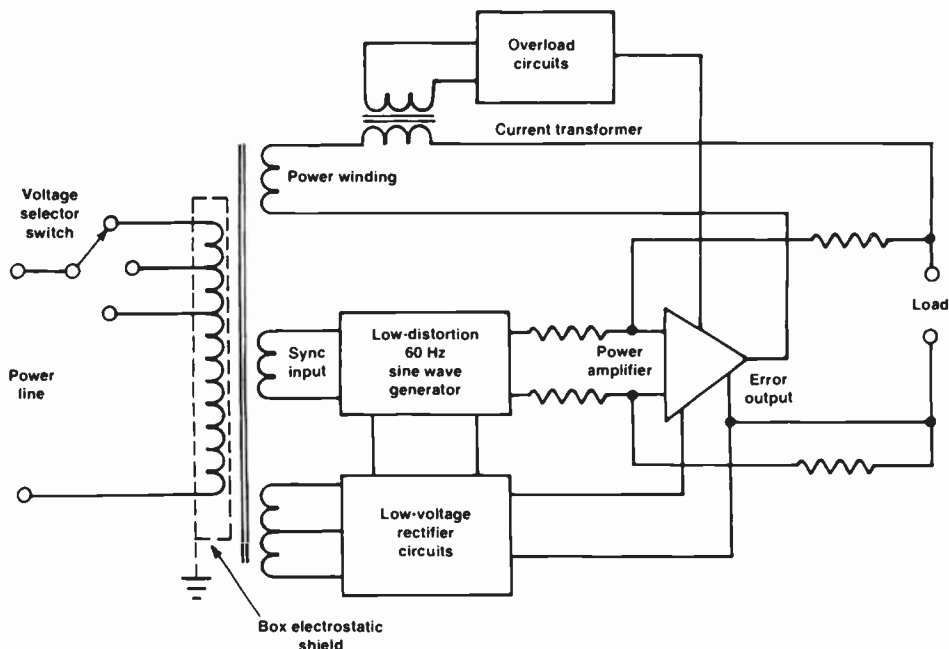 Overload
circuits
Current transformer
Power winding
Voltage
selector
switch
Load
Low-distortion
60 Hz
sine wave
generator
Sync
input
Power
amplifier
Error
output
Power
line
Low-voltage
rectifier
circuits
Box electrostatic
shield